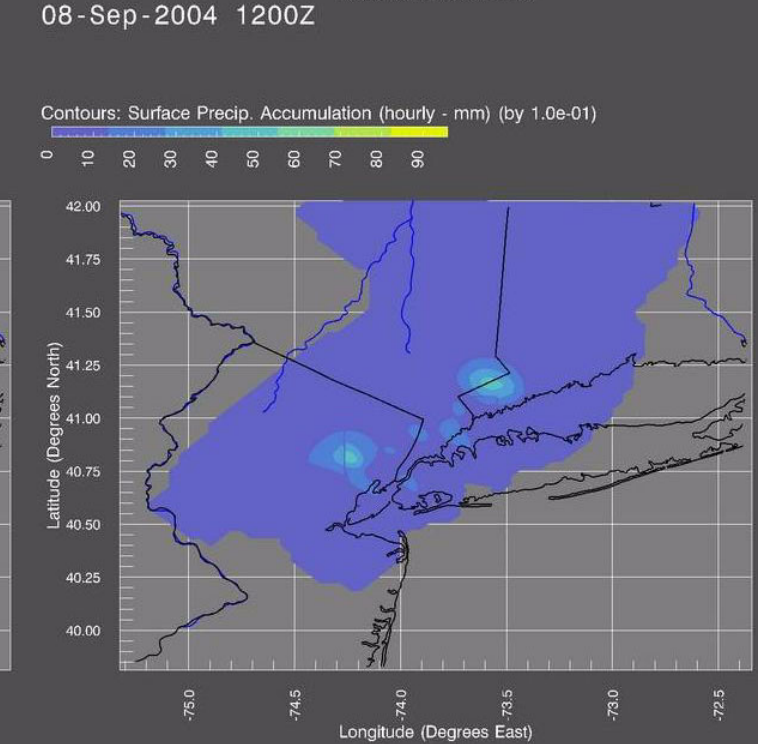 08-Sep-2004 1200Z
Contours: Surface Precip. Accumulation (hourly - mm) (by 1.0e-01)
0 10 20 30 40 50 60 70 80 90
42.00
41.75
41.50
41.25
41.00
40.75
40.50
40.25
40.00
Latitude (Degrees North)
-75.0 -74.5 -74.0 -73.5 -73.0 -72.5
Longitude (Degrees East)